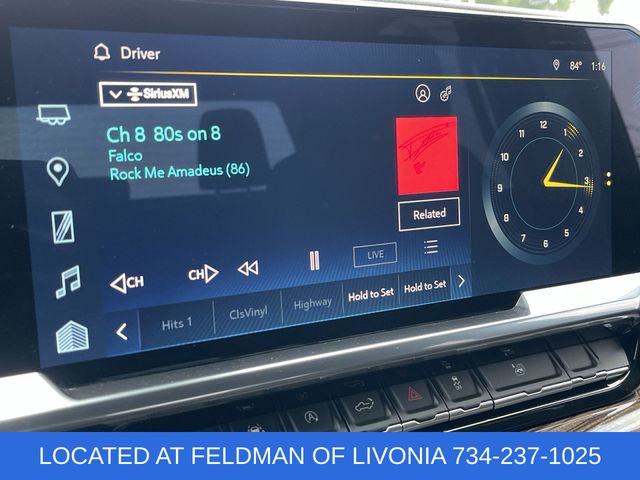 Driver
84° 1:16
SiriusXM
Ch 8 80s on 8
Falco
Rock Me Amadeus (86)
Related
LIVE
CH CH
Hits 1 ClsVinyl Highway Hold to Set Hold to Set
12 1 2 3 4 5 6 7 8 9 10 11
LOCATED AT FELDMAN OF LIVONIA 734-237-1025